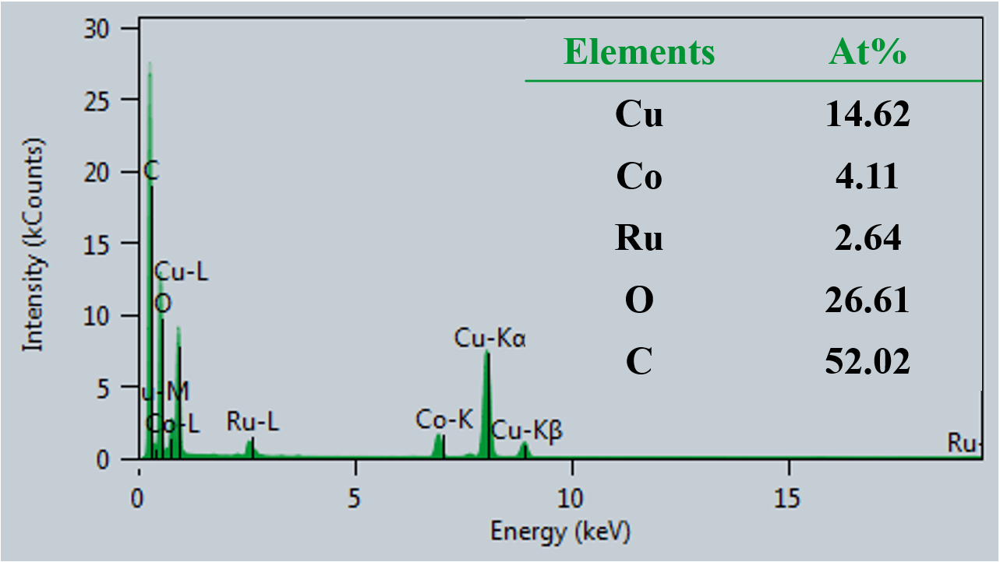 Elements At%
Cu 14.62
Co 4.11
Ru 2.64
O 26.61
C 52.02
Intensity (kCounts)
30
25
20
15
10
5
0
C
Cu-L
O
u-M
Co-L
Ru-L
Co-K
Cu-Kα
Cu-Kβ
Ru-
0 5 10 15
Energy (keV)